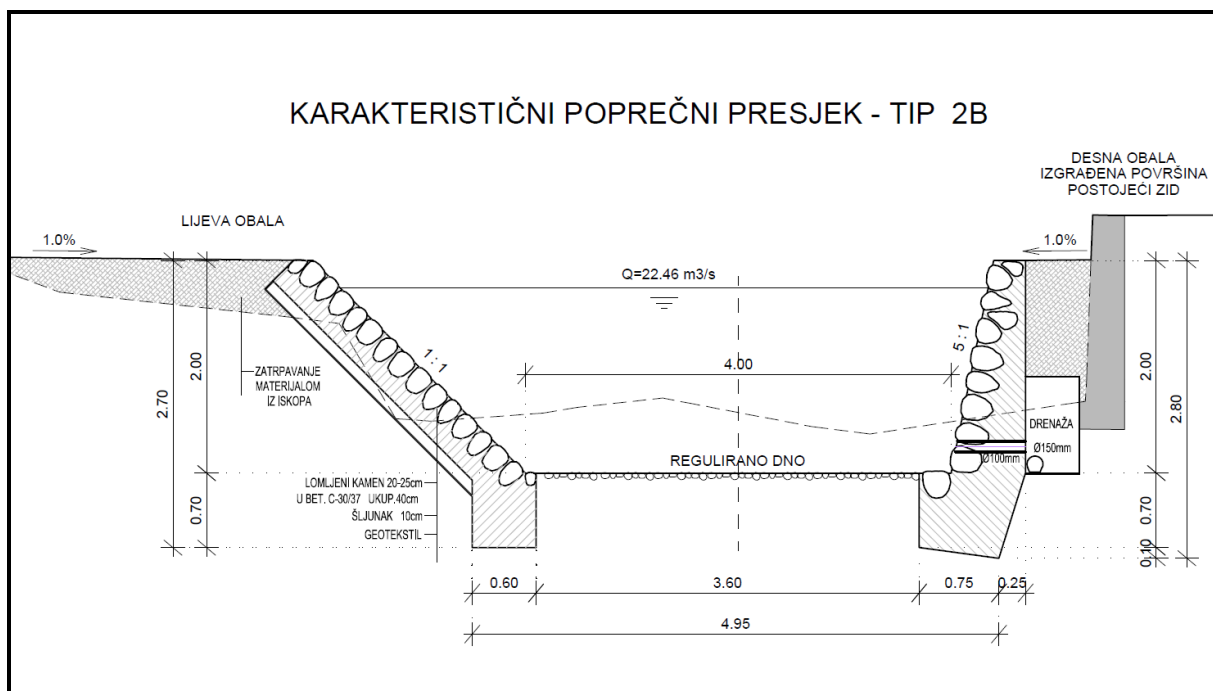 KARAKTERISTIČNI POPREČNI PRESJEK - TIP 2B
DESNA OBALA
IZGRAĐENA POVRŠINA
POSTOJEĆI ZID
LIJEVA OBALA
1.0%
1.0%
Q=22.46 m3/s
1 : 1
5 : 1
4.00
ZATRPAVANJE
MATERIJALOM
IZ ISKOPA
2.00
2.70
2.00
2.80
DRENAŽA
Ø150mm
Ø100mm
REGULIRANO DNO
LOMLJENI KAMEN 20-25cm
U BET. C-30/37 UKUP.40cm
ŠLJUNAK 10cm
GEOTEKSTIL
0.70
0.70
0.10
0.60
3.60
0.75
0.25
4.95